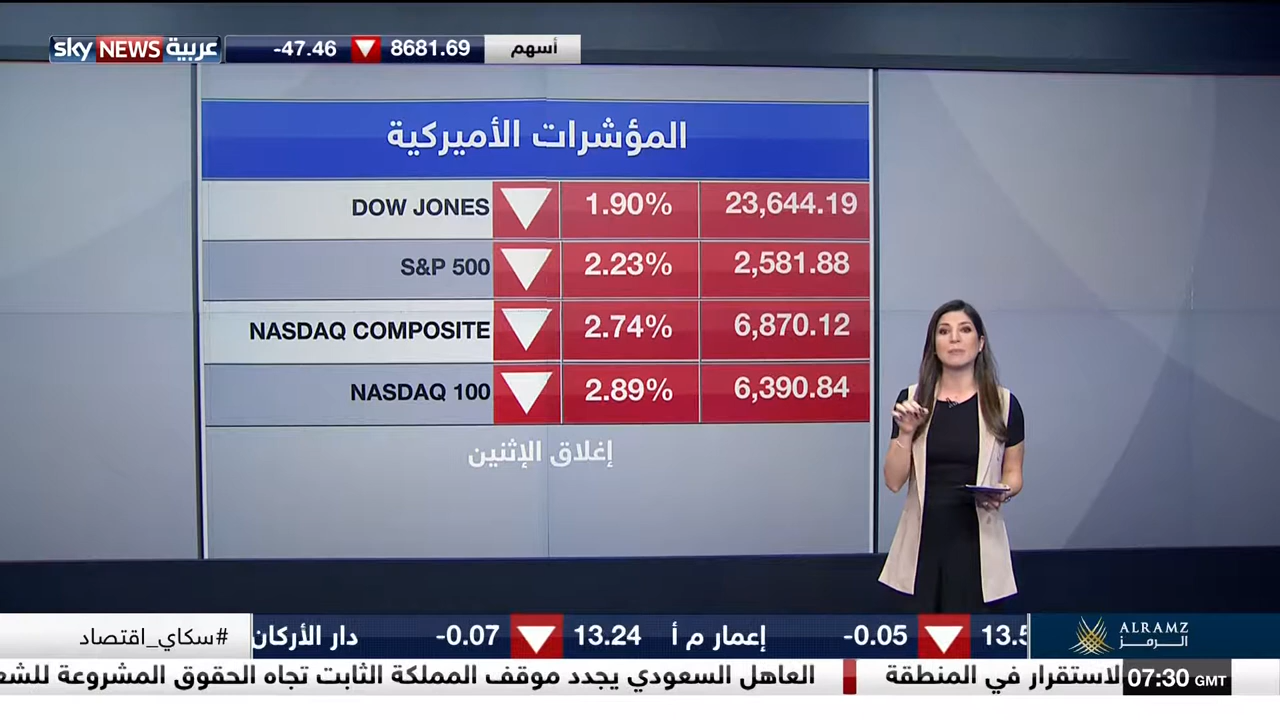 sky NEWS عربية
أسهم 8681.69 -47.46
المؤشرات الأميركية
DOW JONES 1.90% 23,644.19
S&P 500 2.23% 2,581.88
NASDAQ COMPOSITE 2.74% 6,870.12
NASDAQ 100 2.89% 6,390.84
إغلاق الإثنين
#سكاي_اقتصاد
دار الأركان -0.07 13.24 إعمار م أ -0.05
ALRAMZ
الرمز
الاستقرار في المنطقة
العاهل السعودي يجدد موقف المملكة الثابت تجاه الحقوق المشروعة
07:30 GMT